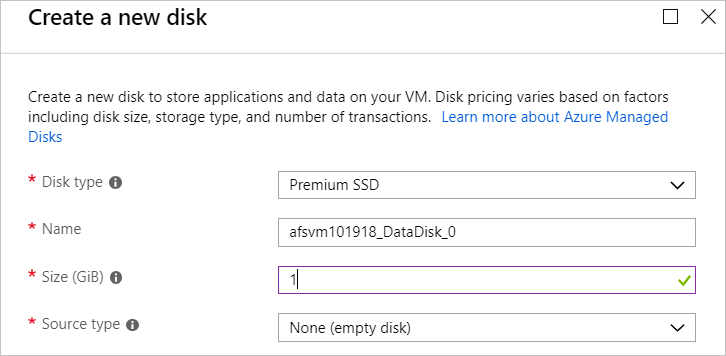 Create a new disk
Create a new disk to store applications and data on your VM. Disk pricing varies based on factors
including disk size, storage type, and number of transactions. Learn more about Azure Managed
Disks
* Disk type
Premium SSD
* Name
afsvm101918_DataDisk_0
* Size (GiB)
1
* Source type
None (empty disk)